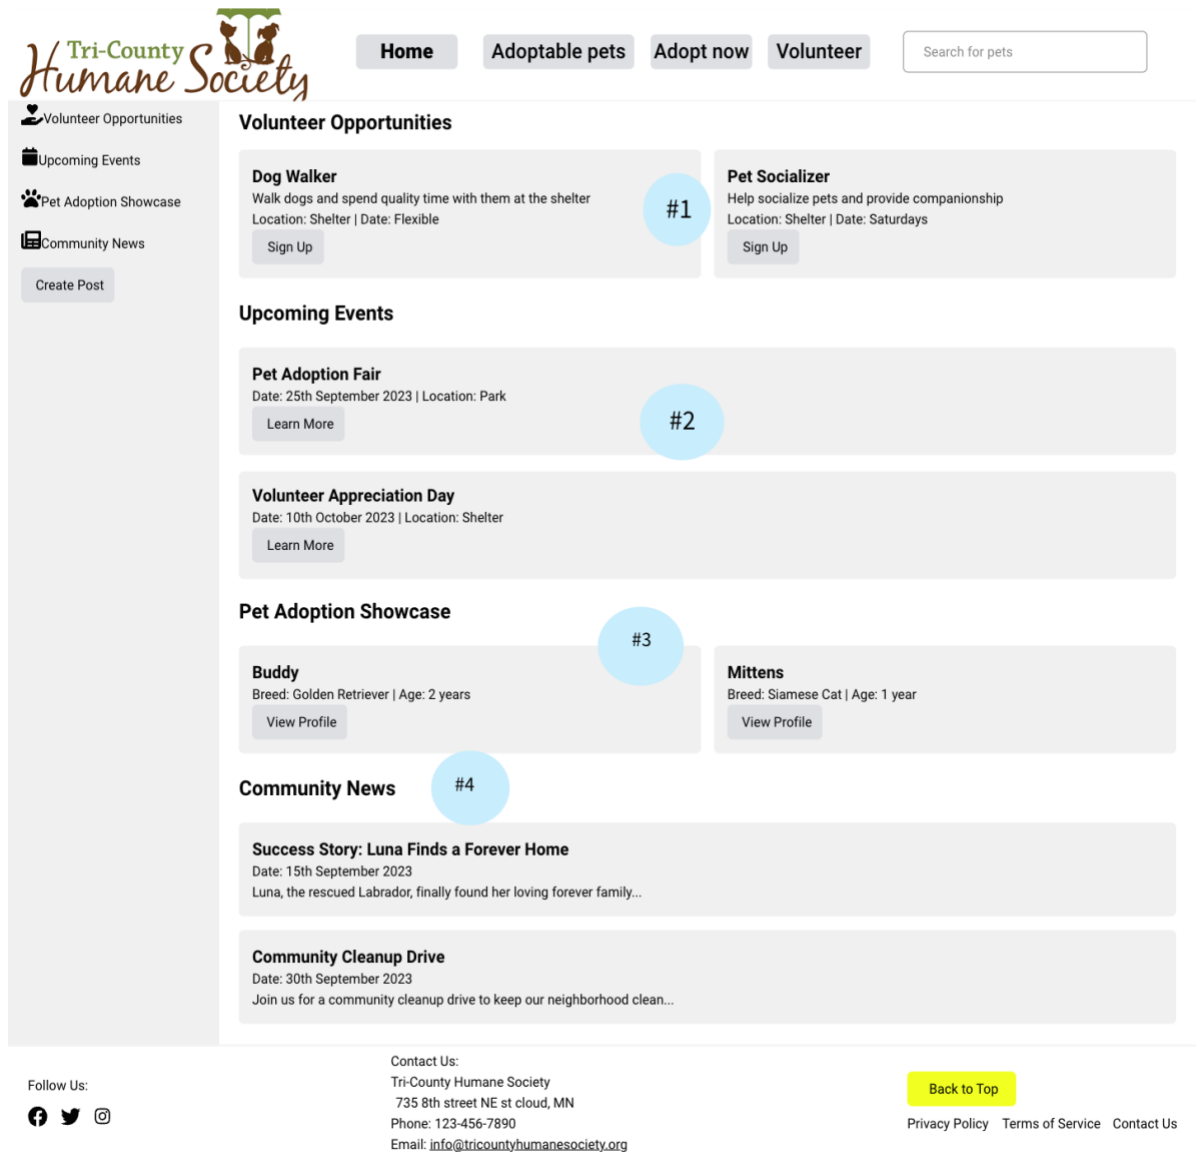 Tri-County
Humane Society
Home
Adoptable pets
Adopt now
Volunteer
Search for pets
Volunteer Opportunities
Upcoming Events
Pet Adoption Showcase
Community News
Create Post
Volunteer Opportunities
Dog Walker
Walk dogs and spend quality time with them at the shelter
Location: Shelter | Date: Flexible
Sign Up
#1
Pet Socializer
Help socialize pets and provide companionship
Location: Shelter | Date: Saturdays
Sign Up
Upcoming Events
Pet Adoption Fair
Date: 25th September 2023 | Location: Park
Learn More
#2
Volunteer Appreciation Day
Date: 10th October 2023 | Location: Shelter
Learn More
Pet Adoption Showcase
#3
Buddy
Breed: Golden Retriever | Age: 2 years
View Profile
Mittens
Breed: Siamese Cat | Age: 1 year
View Profile
Community News
#4
Success Story: Luna Finds a Forever Home
Date: 15th September 2023
Luna, the rescued Labrador, finally found her loving forever family...
Community Cleanup Drive
Date: 30th September 2023
Join us for a community cleanup drive to keep our neighborhood clean...
Follow Us:
Contact Us:
Tri-County Humane Society
735 8th street NE st cloud, MN
Phone: 123-456-7890
Email: info@tricountyhumanesociety.org
Back to Top
Privacy Policy
Terms of Service
Contact Us